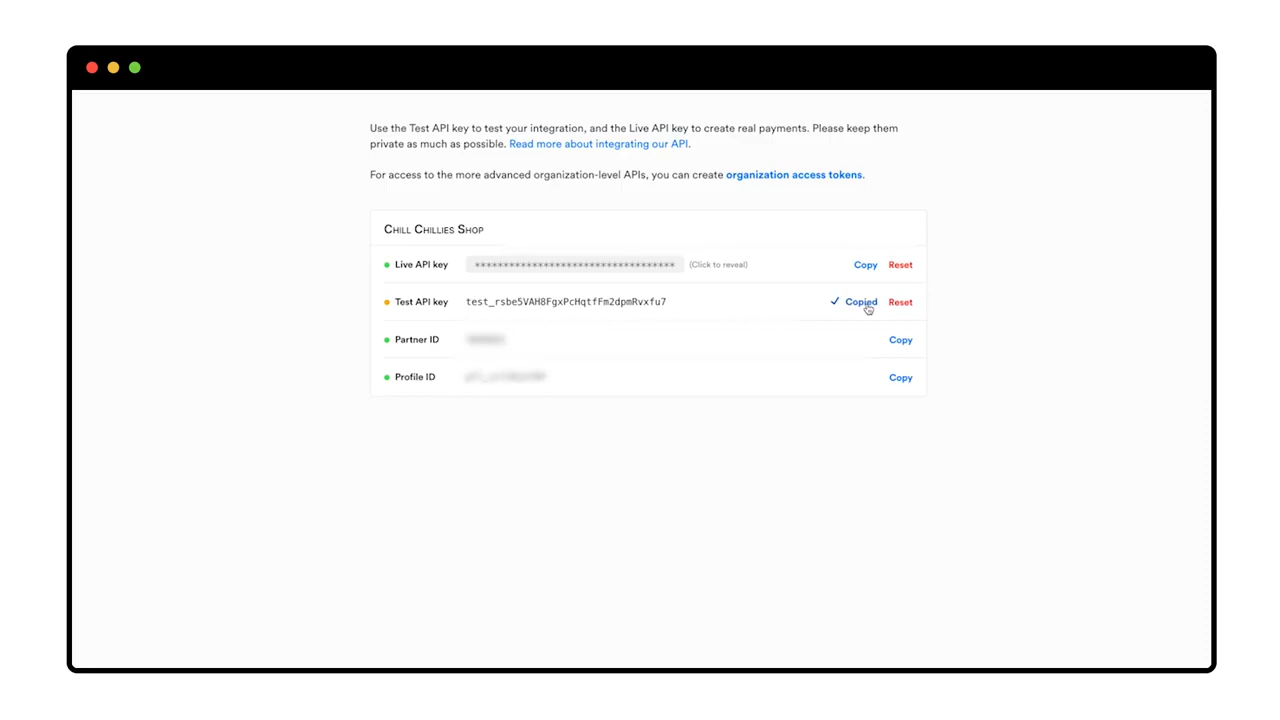 Use the Test API key to test your integration, and the Live API key to create real payments. Please keep them
private as much as possible. Read more about integrating our API.
For access to the more advanced organization-level APIs, you can create organization access tokens.
Chill Chillies Shop
Live API key *********************************** (Click to reveal) Copy Reset
Test API key test_rsbe5VAH8FgxPcHqtfFm2dpmRvxfu7 ✓ Copied Reset
Partner ID Copy
Profile ID Copy